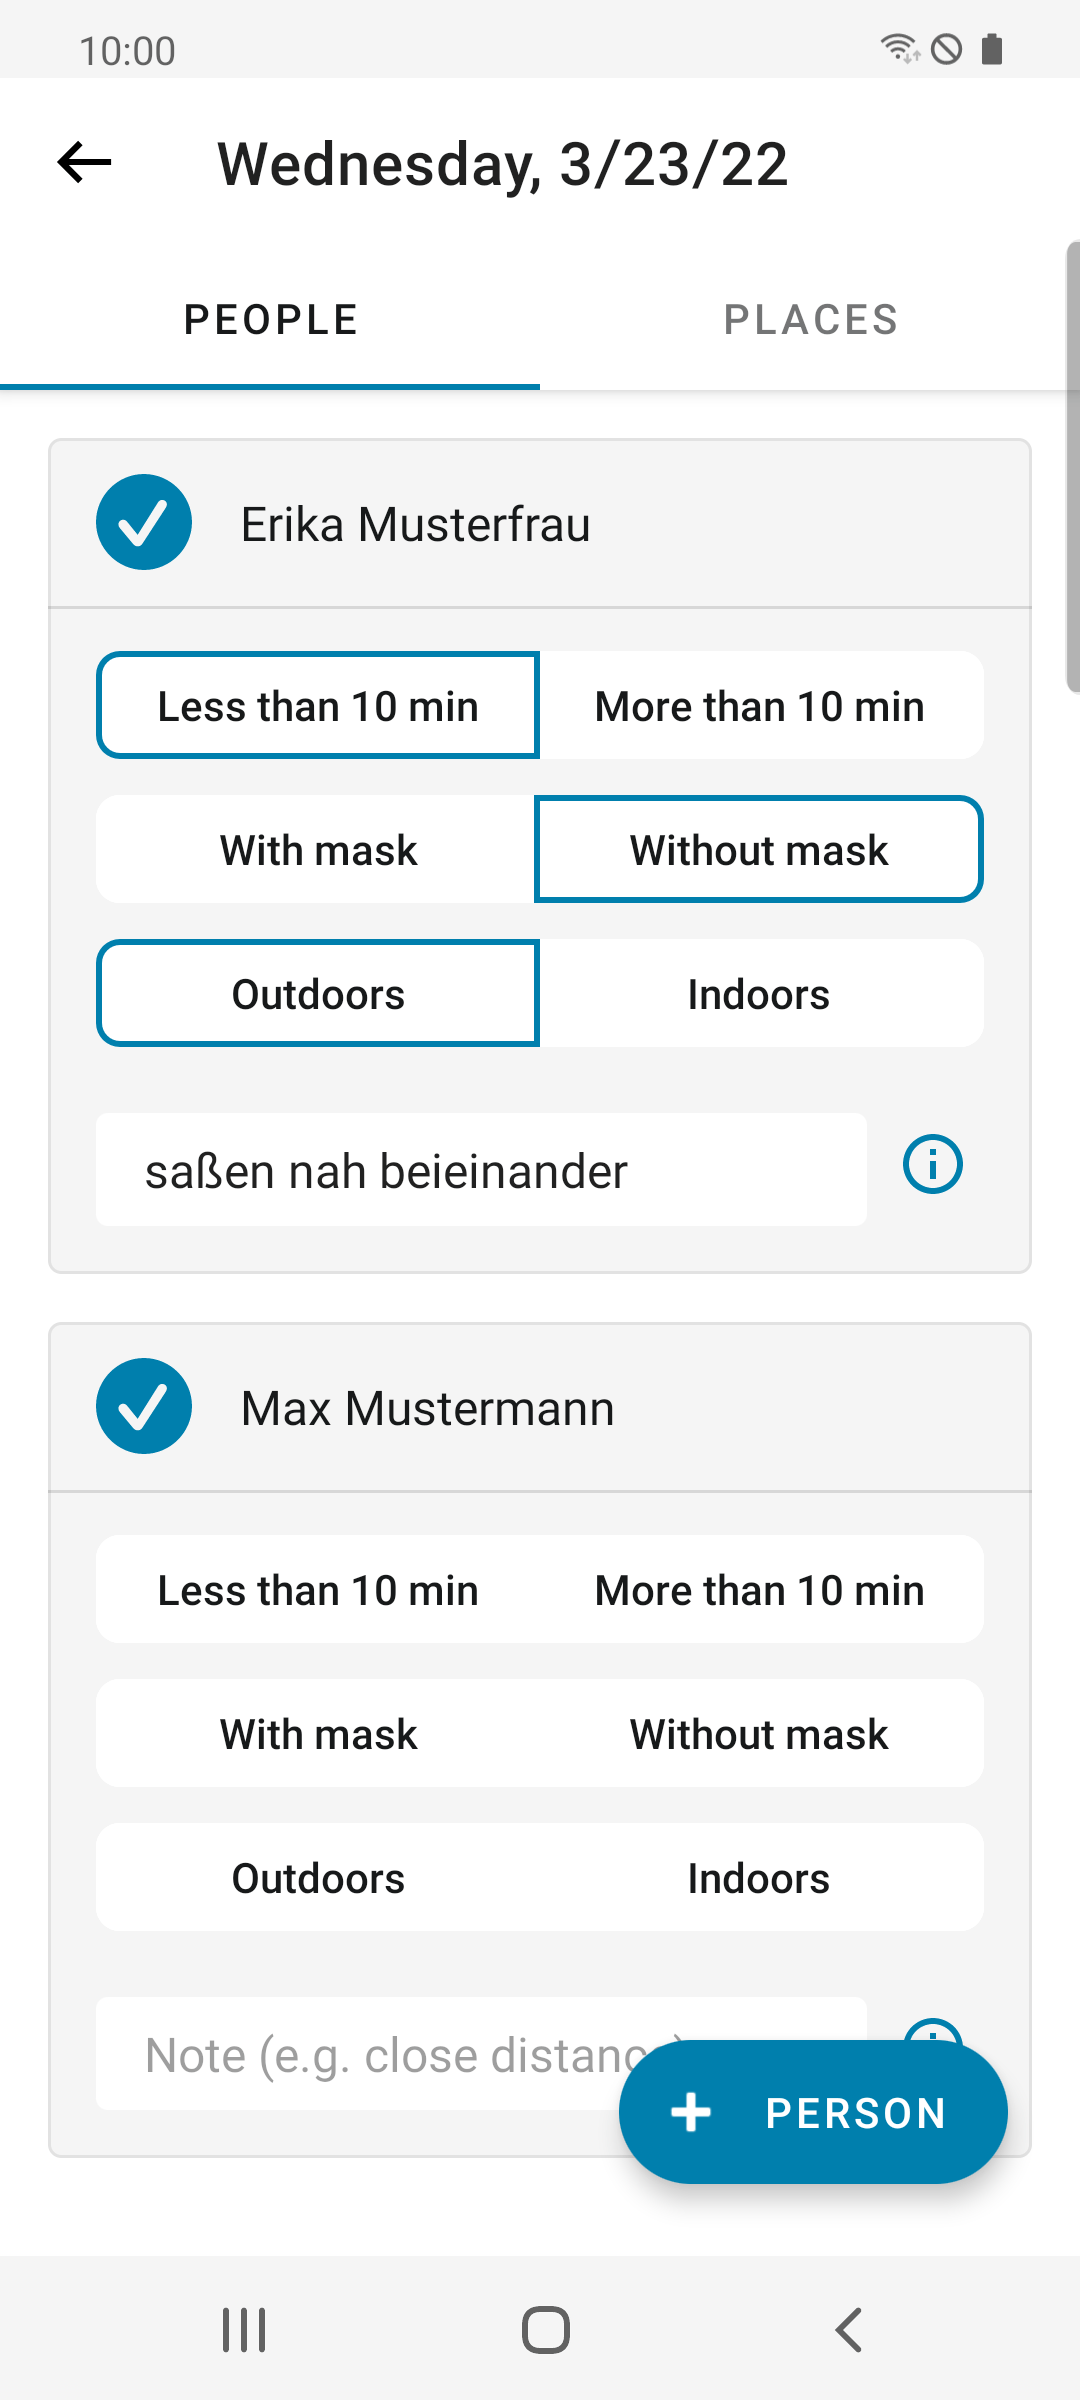 10:00
Wednesday, 3/23/22
PEOPLE PLACES
Erika Musterfrau
Less than 10 min More than 10 min
With mask Without mask
Outdoors Indoors
saßen nah beieinander
Max Mustermann
Less than 10 min More than 10 min
With mask Without mask
Outdoors Indoors
Note (e.g. close distanc
PERSON